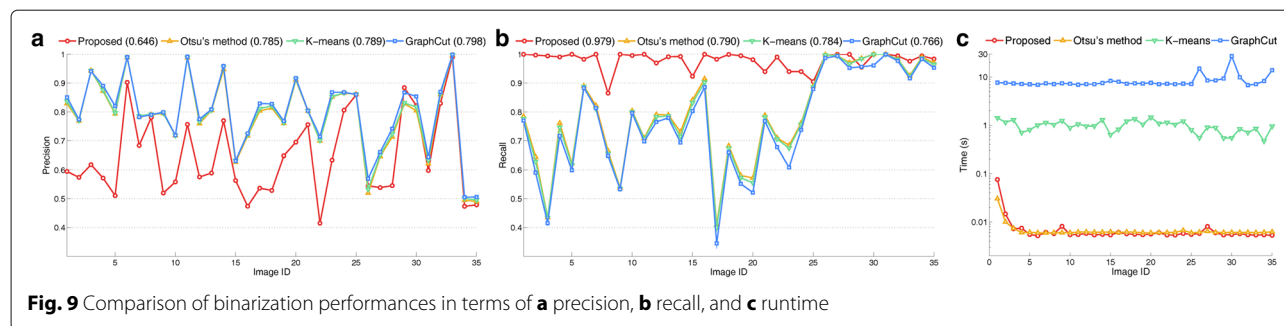 a
Proposed (0.646) Otsu's method (0.785) K-means (0.789) GraphCut (0.798)
1
0.9
0.8
0.7
0.6
0.5
0.4
Precision
5 10 15 20 25 30 35
Image ID
b
Proposed (0.979) Otsu's method (0.790) K-means (0.784) GraphCut (0.766)
1
0.9
0.8
0.7
0.6
0.5
0.4
Recall
5 10 15 20 25 30 35
Image ID
c
Proposed Otsu's method K-means GraphCut
30
10
1
0.1
0.01
Time (s)
0 5 10 15 20 25 30 35
Image ID
Fig. 9 Comparison of binarization performances in terms of a precision, b recall, and c runtime